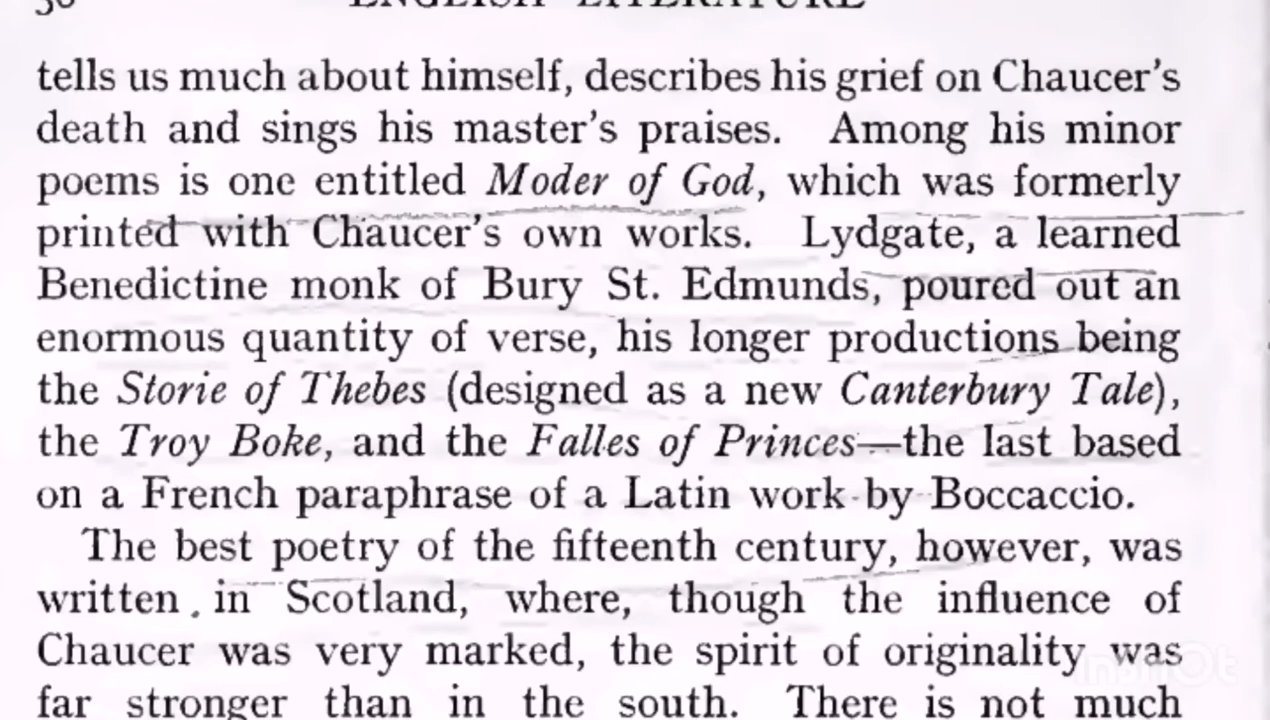 ENGLISH LITERATURE
tells us much about himself, describes his grief on Chaucer's
death and sings his master's praises. Among his minor
poems is one entitled Moder of God, which was formerly
printed with Chaucer's own works. Lydgate, a learned
Benedictine monk of Bury St. Edmunds, poured out an
enormous quantity of verse, his longer productions being
the Storie of Thebes (designed as a new Canterbury Tale),
the Troy Boke, and the Falles of Princes—the last based
on a French paraphrase of a Latin work by Boccaccio.
The best poetry of the fifteenth century, however, was
written in Scotland, where, though the influence of
Chaucer was very marked, the spirit of originality was
far stronger than in the south. There is not much